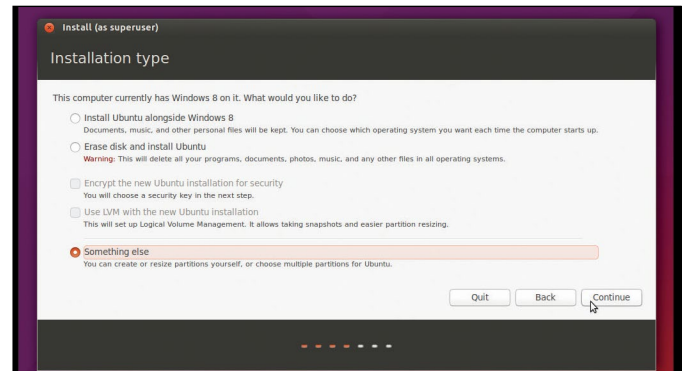 Install (as superuser)
Installation type
This computer currently has Windows 8 on it. What would you like to do?
Install Ubuntu alongside Windows 8
Documents, music, and other personal files will be kept. You can choose which operating system you want each time the computer starts up.
Erase disk and install Ubuntu
Warning: This will delete all your programs, documents, photos, music, and any other files in all operating systems.
Encrypt the new Ubuntu installation for security
You will choose a security key in the next step.
Use LVM with the new Ubuntu installation
This will set up Logical Volume Management. It allows taking snapshots and easier partition resizing.
Something else
You can create or resize partitions yourself, or choose multiple partitions for Ubuntu.
Quit Back Continue